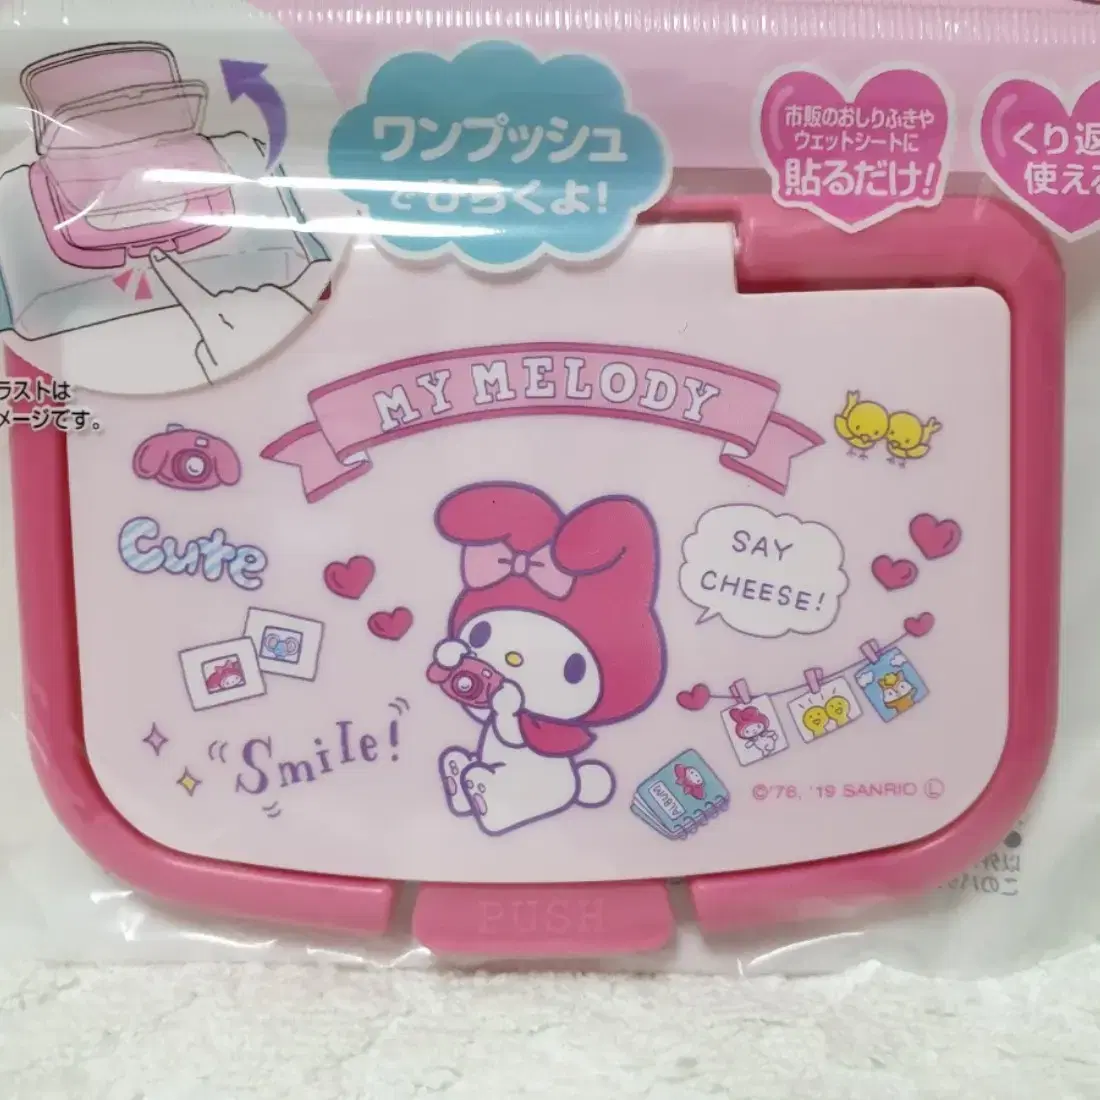 ワンプッシュ
でひらくよ!
市販のおしりふきや
ウェットシートに
貼るだけ!
くり返
使える
ラストは
メージです。
MY MELODY
Cute
SAY
CHEESE!
Smile!
ALBUM
©'76, '19 SANRIO Ⓛ
PUSH